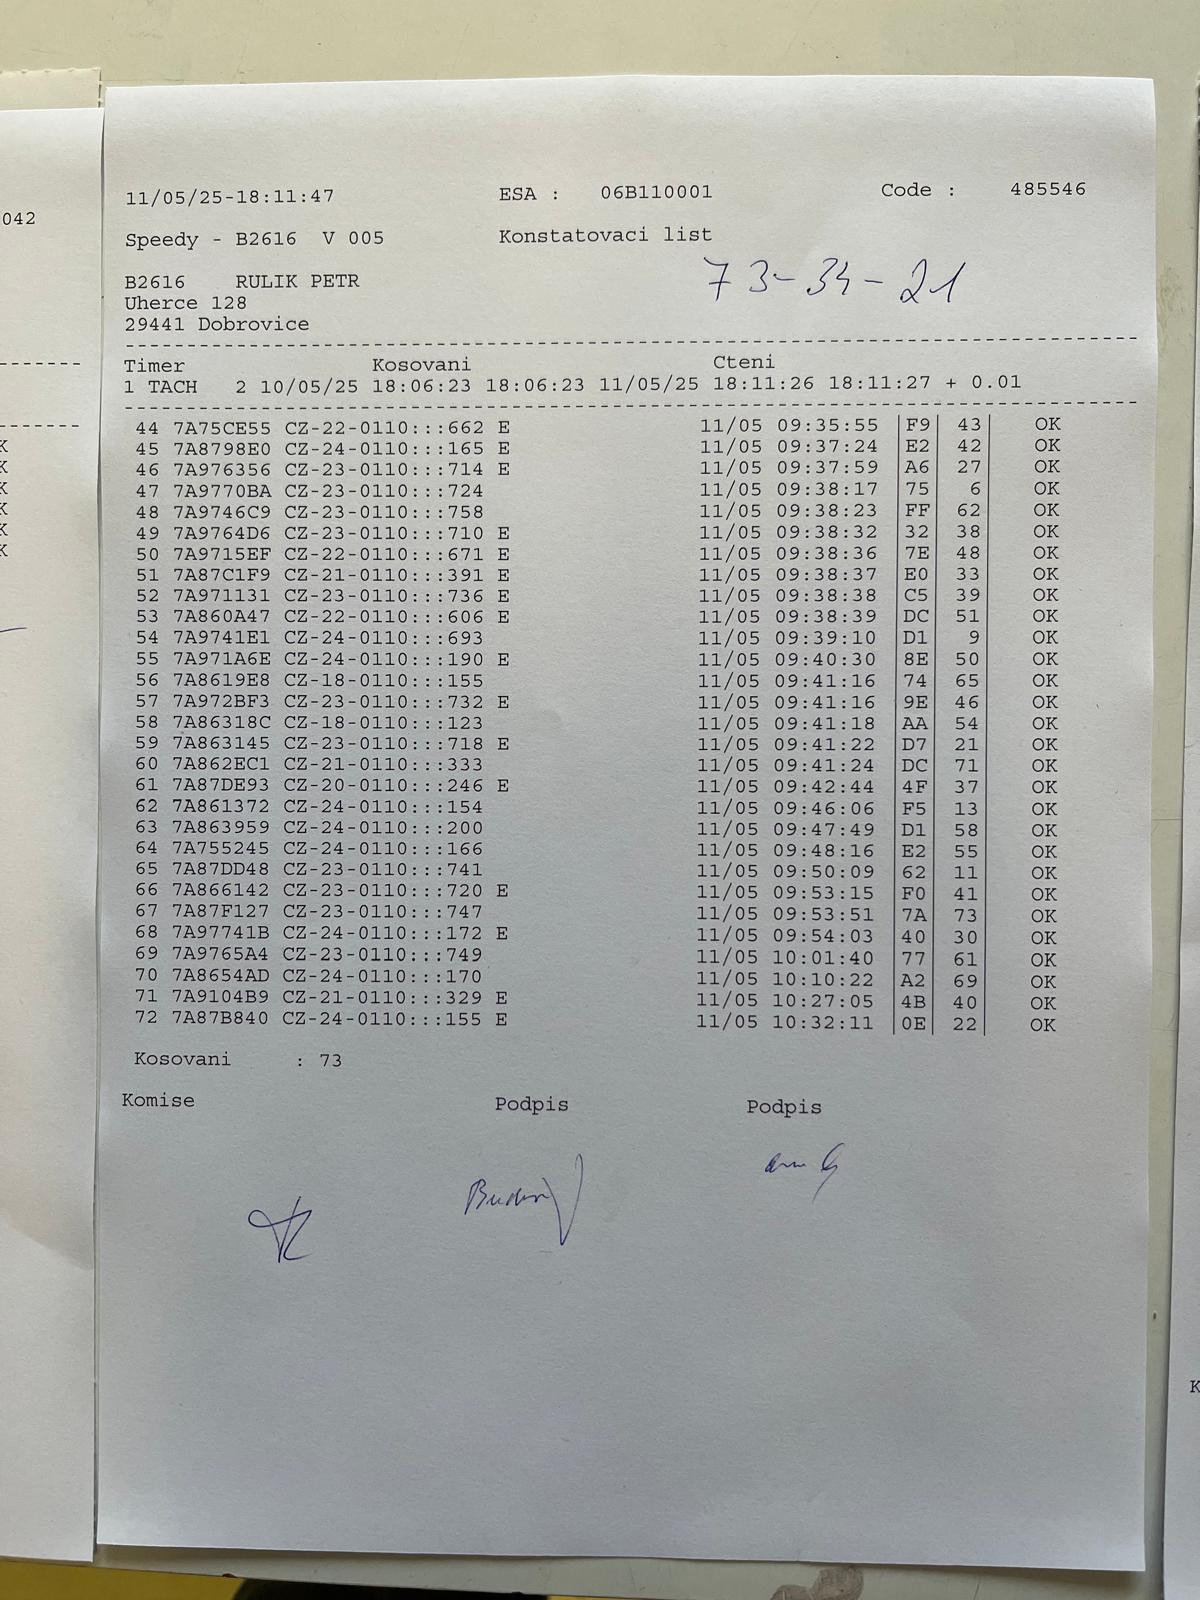 11/05/25-18:11:47 ESA : 06B110001 Code : 485546
Speedy - B2616 V 005 Konstatovaci list
B2616 RULIK PETR
73-34-21
Uherce 128
29441 Dobrovice
Timer Kosovani Cteni
1 TACH 2 10/05/25 18:06:23 18:06:23 11/05/25 18:11:26 18:11:27 + 0.01
44 7A75CE55 CZ-22-0110:::662 E 11/05 09:35:55 F9 43 OK
45 7A8798E0 CZ-24-0110:::165 E 11/05 09:37:24 E2 42 OK
46 7A976356 CZ-23-0110:::714 E 11/05 09:37:59 A6 27 OK
47 7A9770BA CZ-23-0110:::724 11/05 09:38:17 75 6 OK
48 7A9746C9 CZ-23-0110:::758 11/05 09:38:23 FF 62 OK
49 7A9764D6 CZ-23-0110:::710 E 11/05 09:38:32 32 38 OK
50 7A9715EF CZ-22-0110:::671 E 11/05 09:38:36 7E 48 OK
51 7A87C1F9 CZ-21-0110:::391 E 11/05 09:38:37 E0 33 OK
52 7A971131 CZ-23-0110:::736 E 11/05 09:38:38 C5 39 OK
53 7A860A47 CZ-22-0110:::606 E 11/05 09:38:39 DC 51 OK
54 7A9741E1 CZ-24-0110:::693 11/05 09:39:10 D1 9 OK
55 7A971A6E CZ-24-0110:::190 E 11/05 09:40:30 8E 50 OK
56 7A8619E8 CZ-18-0110:::155 11/05 09:41:16 74 65 OK
57 7A972BF3 CZ-23-0110:::732 E 11/05 09:41:16 9E 46 OK
58 7A86318C CZ-18-0110:::123 11/05 09:41:18 AA 54 OK
59 7A863145 CZ-23-0110:::718 E 11/05 09:41:22 D7 21 OK
60 7A862EC1 CZ-21-0110:::333 11/05 09:41:24 DC 71 OK
61 7A87DE93 CZ-20-0110:::246 E 11/05 09:42:44 4F 37 OK
62 7A861372 CZ-24-0110:::154 11/05 09:46:06 F5 13 OK
63 7A863959 CZ-24-0110:::200 11/05 09:47:49 D1 58 OK
64 7A755245 CZ-24-0110:::166 11/05 09:48:16 E2 55 OK
65 7A87DD48 CZ-23-0110:::741 11/05 09:50:09 62 11 OK
66 7A866142 CZ-23-0110:::720 E 11/05 09:53:15 F0 41 OK
67 7A87F127 CZ-23-0110:::747 11/05 09:53:51 7A 73 OK
68 7A97741B CZ-24-0110:::172 E 11/05 09:54:03 40 30 OK
69 7A9765A4 CZ-23-0110:::749 11/05 10:01:40 77 61 OK
70 7A8654AD CZ-24-0110:::170 11/05 10:10:22 A2 69 OK
71 7A9104B9 CZ-21-0110:::329 E 11/05 10:27:05 4B 40 OK
72 7A87B840 CZ-24-0110:::155 E 11/05 10:32:11 0E 22 OK
Kosovani : 73
Komise Podpis Podpis